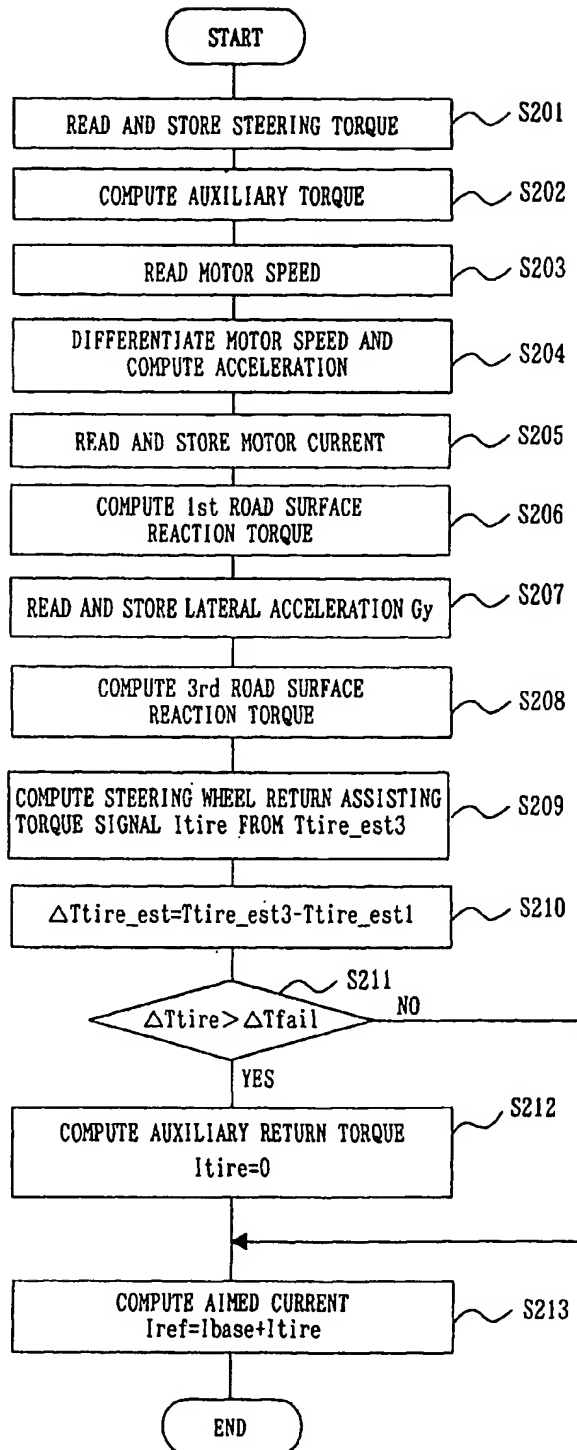 START
READ AND STORE STEERING TORQUE
S201
COMPUTE AUXILIARY TORQUE
S202
READ MOTOR SPEED
S203
DIFFERENTIATE MOTOR SPEED AND
COMPUTE ACCELERATION
S204
READ AND STORE MOTOR CURRENT
S205
COMPUTE 1st ROAD SURFACE
REACTION TORQUE
S206
READ AND STORE LATERAL ACCELERATION Gy
S207
COMPUTE 3rd ROAD SURFACE
REACTION TORQUE
S208
COMPUTE STEERING WHEEL RETURN ASSISTING
TORQUE SIGNAL Itire FROM Ttire_est3
S209
△Ttire_est=Ttire_est3-Ttire_est1
S210
S211
△Ttire>△Tfail
NO
YES
COMPUTE AUXILIARY RETURN TORQUE
Itire=0
S212
COMPUTE AIMED CURRENT
Iref=Ibase+Itire
S213
END